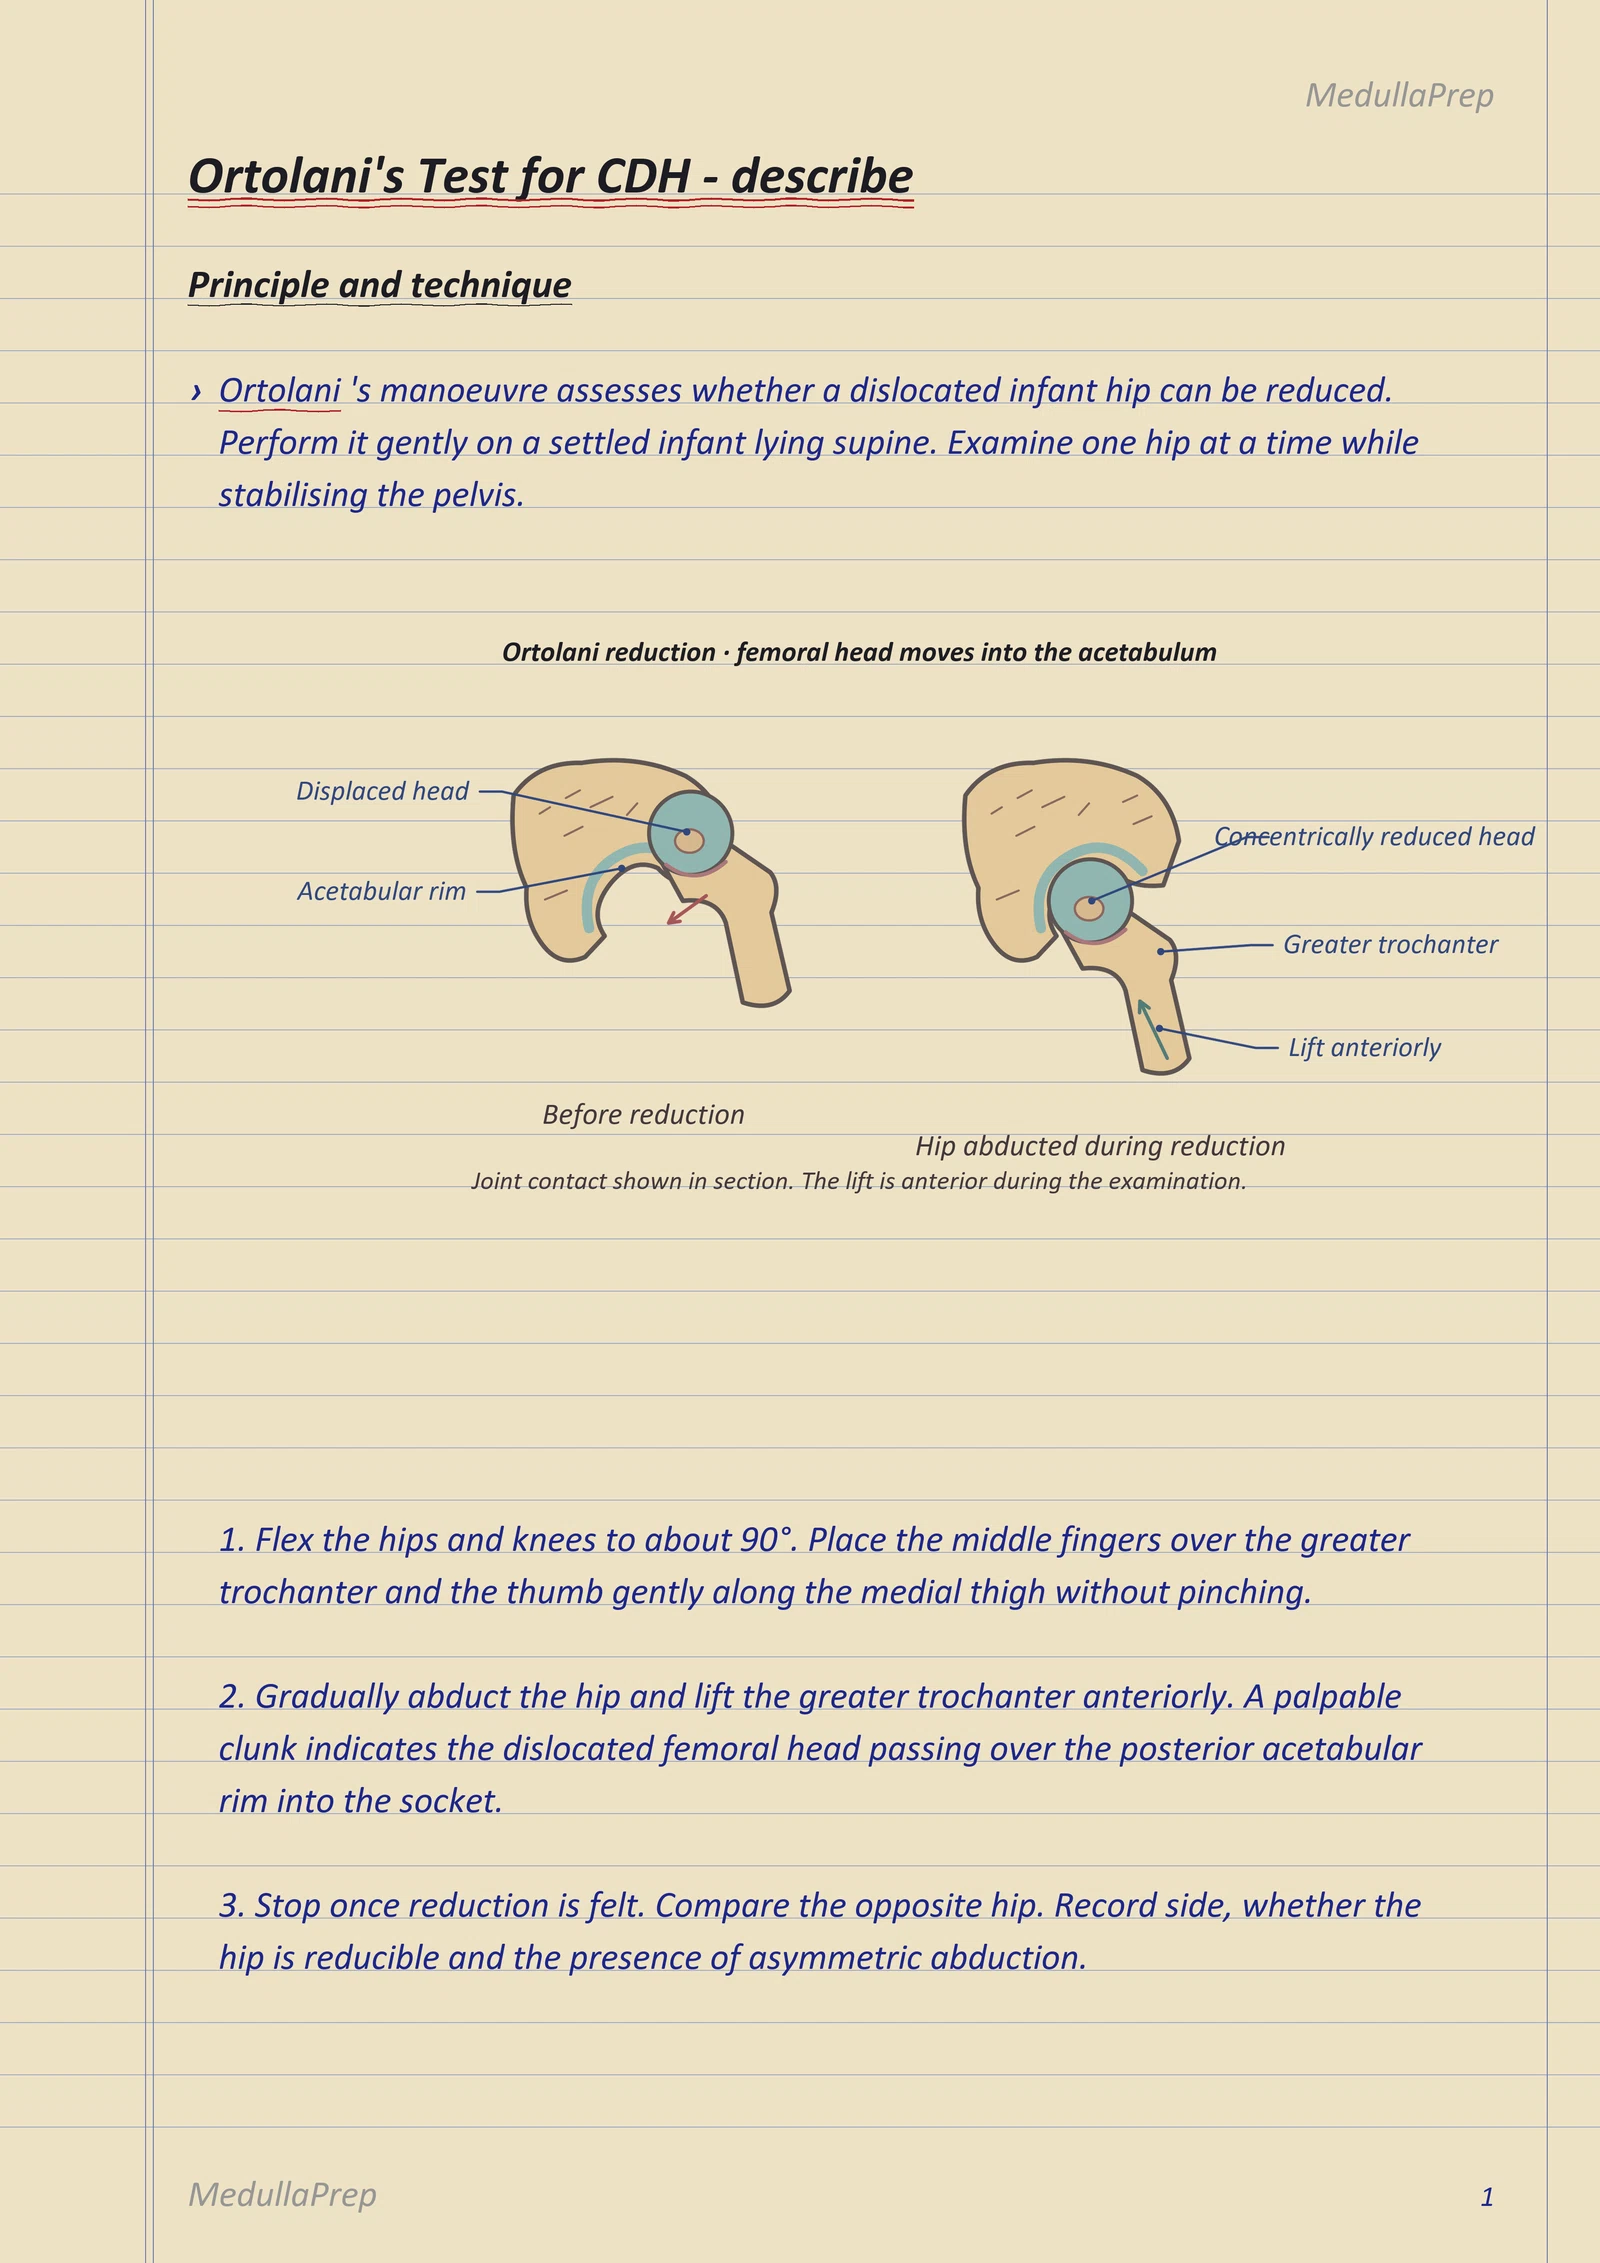 MedullaPrep
Ortolani's Test for CDH - describe
Principle and technique
› Ortolani 's manoeuvre assesses whether a dislocated infant hip can be reduced.
Perform it gently on a settled infant lying supine. Examine one hip at a time while
stabilising the pelvis.
Ortolani reduction · femoral head moves into the acetabulum
Displaced head
Acetabular rim
Concentrically reduced head
Greater trochanter
Lift anteriorly
Before reduction
Hip abducted during reduction
Joint contact shown in section. The lift is anterior during the examination.
1. Flex the hips and knees to about 90°. Place the middle fingers over the greater
trochanter and the thumb gently along the medial thigh without pinching.
2. Gradually abduct the hip and lift the greater trochanter anteriorly. A palpable
clunk indicates the dislocated femoral head passing over the posterior acetabular
rim into the socket.
3. Stop once reduction is felt. Compare the opposite hip. Record side, whether the
hip is reducible and the presence of asymmetric abduction.
MedullaPrep
1